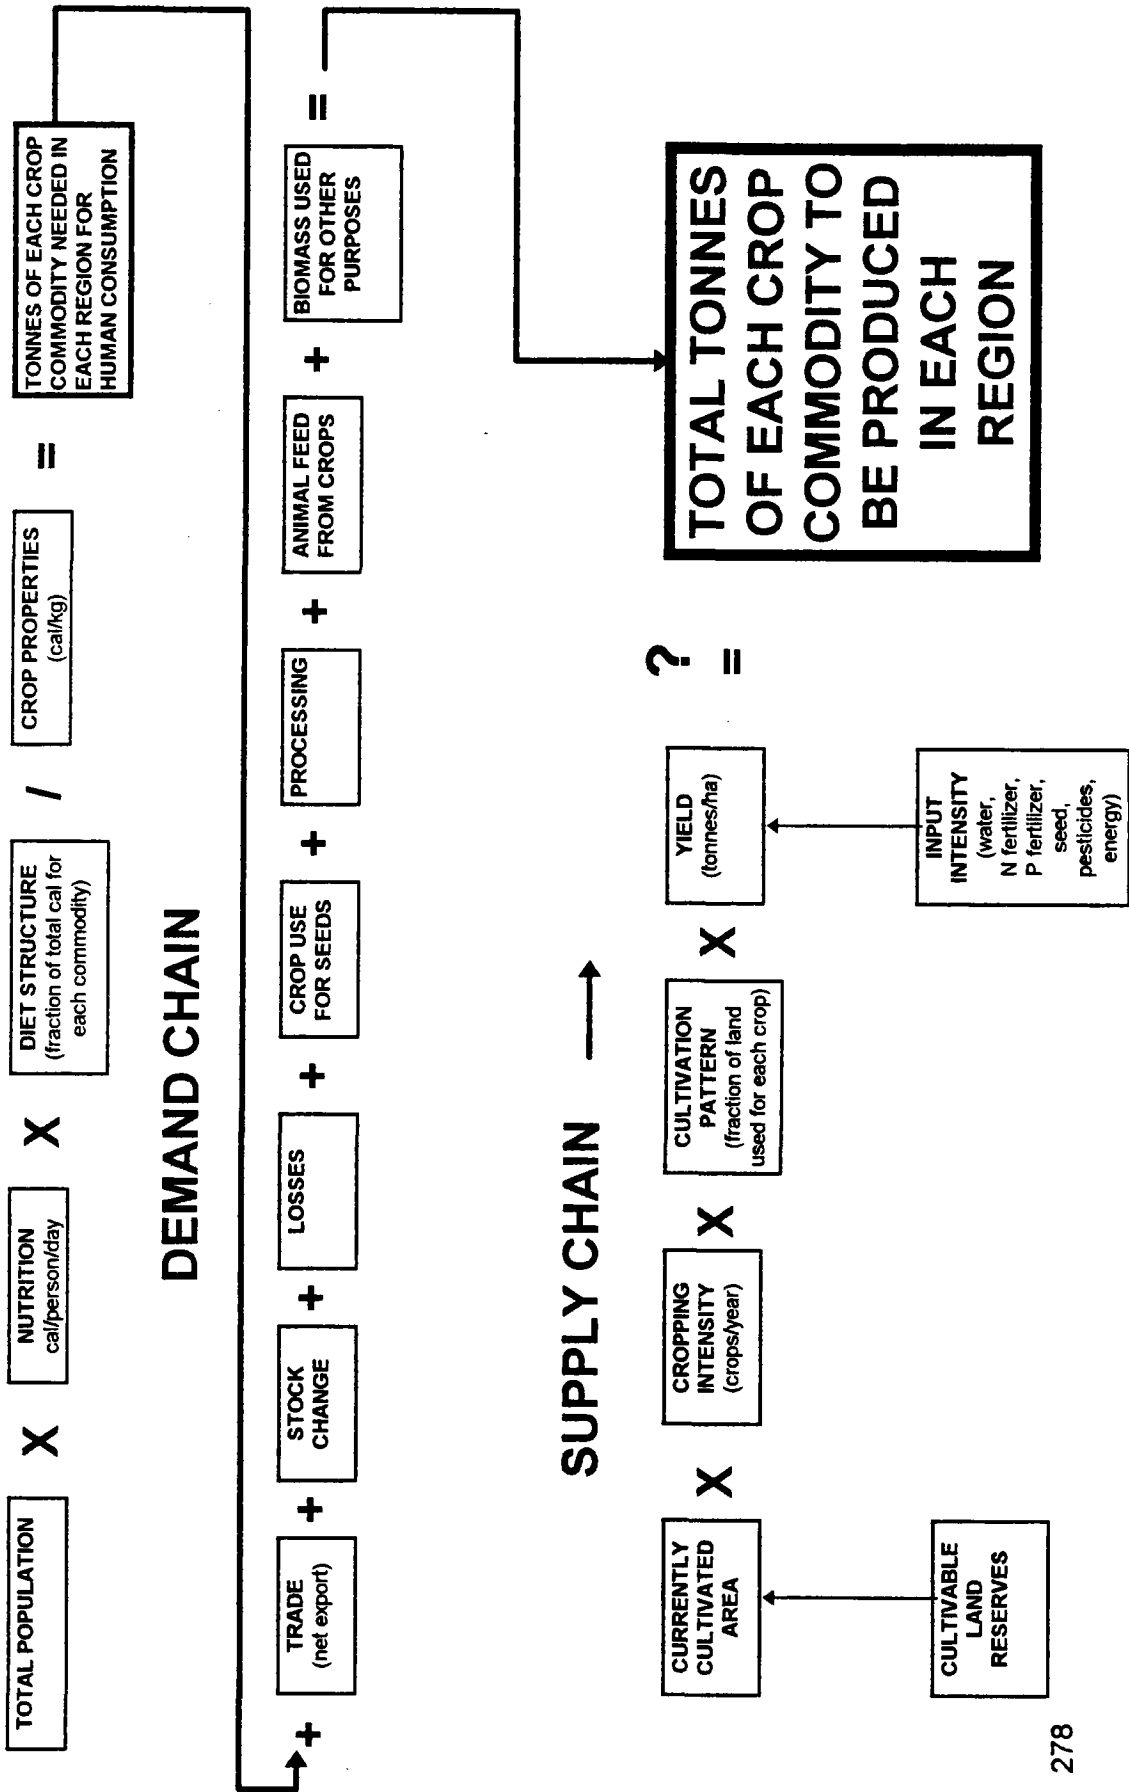 TOTAL POPULATION
X
NUTRITION
cal/person/day
X
DIET STRUCTURE
(fraction of total cal for
each commodity)
/
CROP PROPERTIES
(cal/kg)
=
TONNES OF EACH CROP
COMMODITY NEEDED IN
EACH REGION FOR
HUMAN CONSUMPTION
DEMAND CHAIN
+
TRADE
(net export)
+
STOCK
CHANGE
+
LOSSES
+
CROP USE
FOR SEEDS
+
PROCESSING
+
ANIMAL FEED
FROM CROPS
+
BIOMASS USED
FOR OTHER
PURPOSES
=
SUPPLY CHAIN
CURRENTLY
CULTIVATED
AREA
X
CROPPING
INTENSITY
(crops/year)
X
CULTIVATION
PATTERN
(fraction of land
used for each crop)
X
YIELD
(tonnes/ha)
?
=
TOTAL TONNES
OF EACH CROP
COMMODITY TO
BE PRODUCED
IN EACH
REGION
CULTIVABLE
LAND
RESERVES
INPUT
INTENSITY
(water,
N fertilizer,
P fertilizer,
seed,
pesticides,
energy)
278